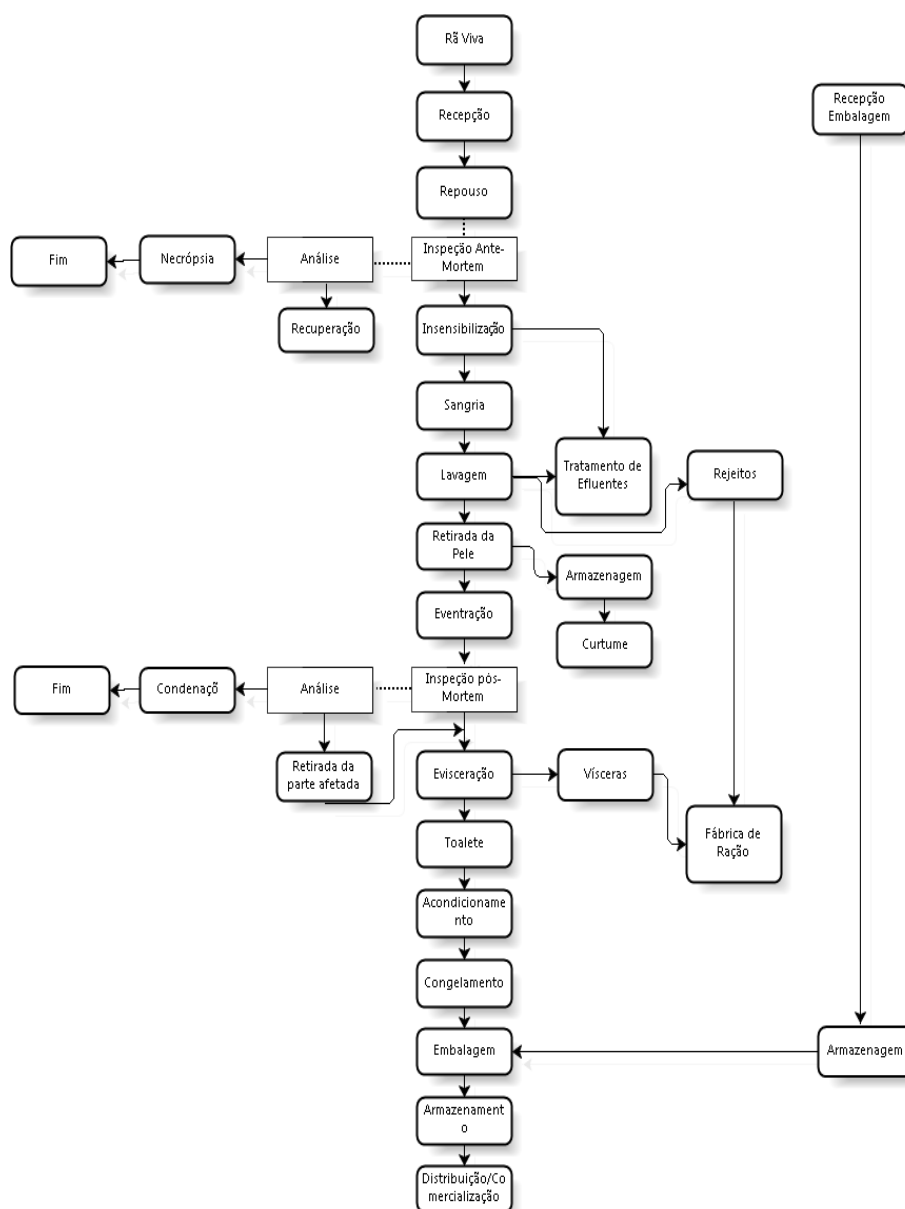 Rã Viva
Recepção
Recepção
Embalagem
Repouso
Fim
Necrópsia
Análise
Inspeção Ante-
Mortem
Recuperação
Insensibilização
Sangria
Lavagem
Tratamento de
Efluentes
Rejeitos
Retirada da
Pele
Armazenagem
Eventração
Curtume
Fim
Condenaçõ
Análise
Inspeção pós-
Mortem
Retirada da
parte afetada
Evisceração
Vísceras
Toalete
Fábrica de
Ração
Acondicioname
nto
Congelamento
Embalagem
Armazenagem
Armazenament
o
Distribuição/Co
mercialização